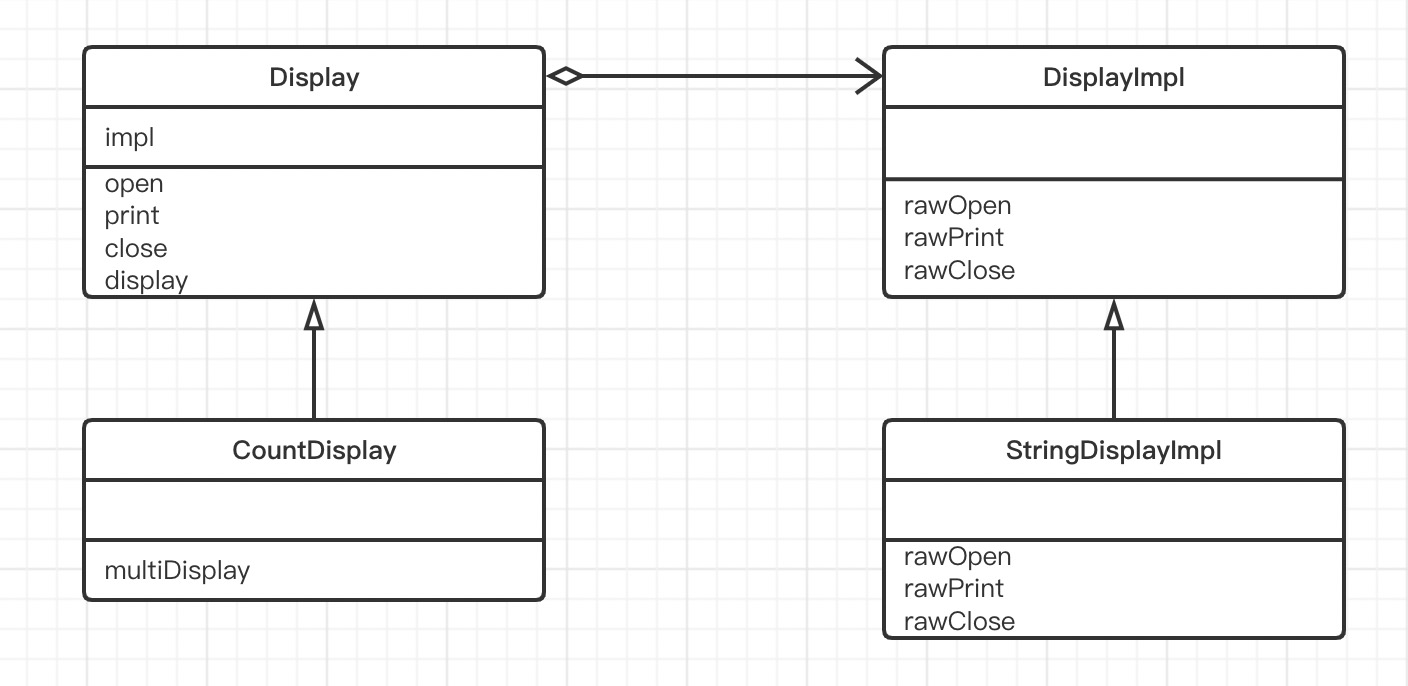 Display
impl
open
print
close
display
DisplayImpl
rawOpen
rawPrint
rawClose
CountDisplay
multiDisplay
StringDisplayImpl
rawOpen
rawPrint
rawClose